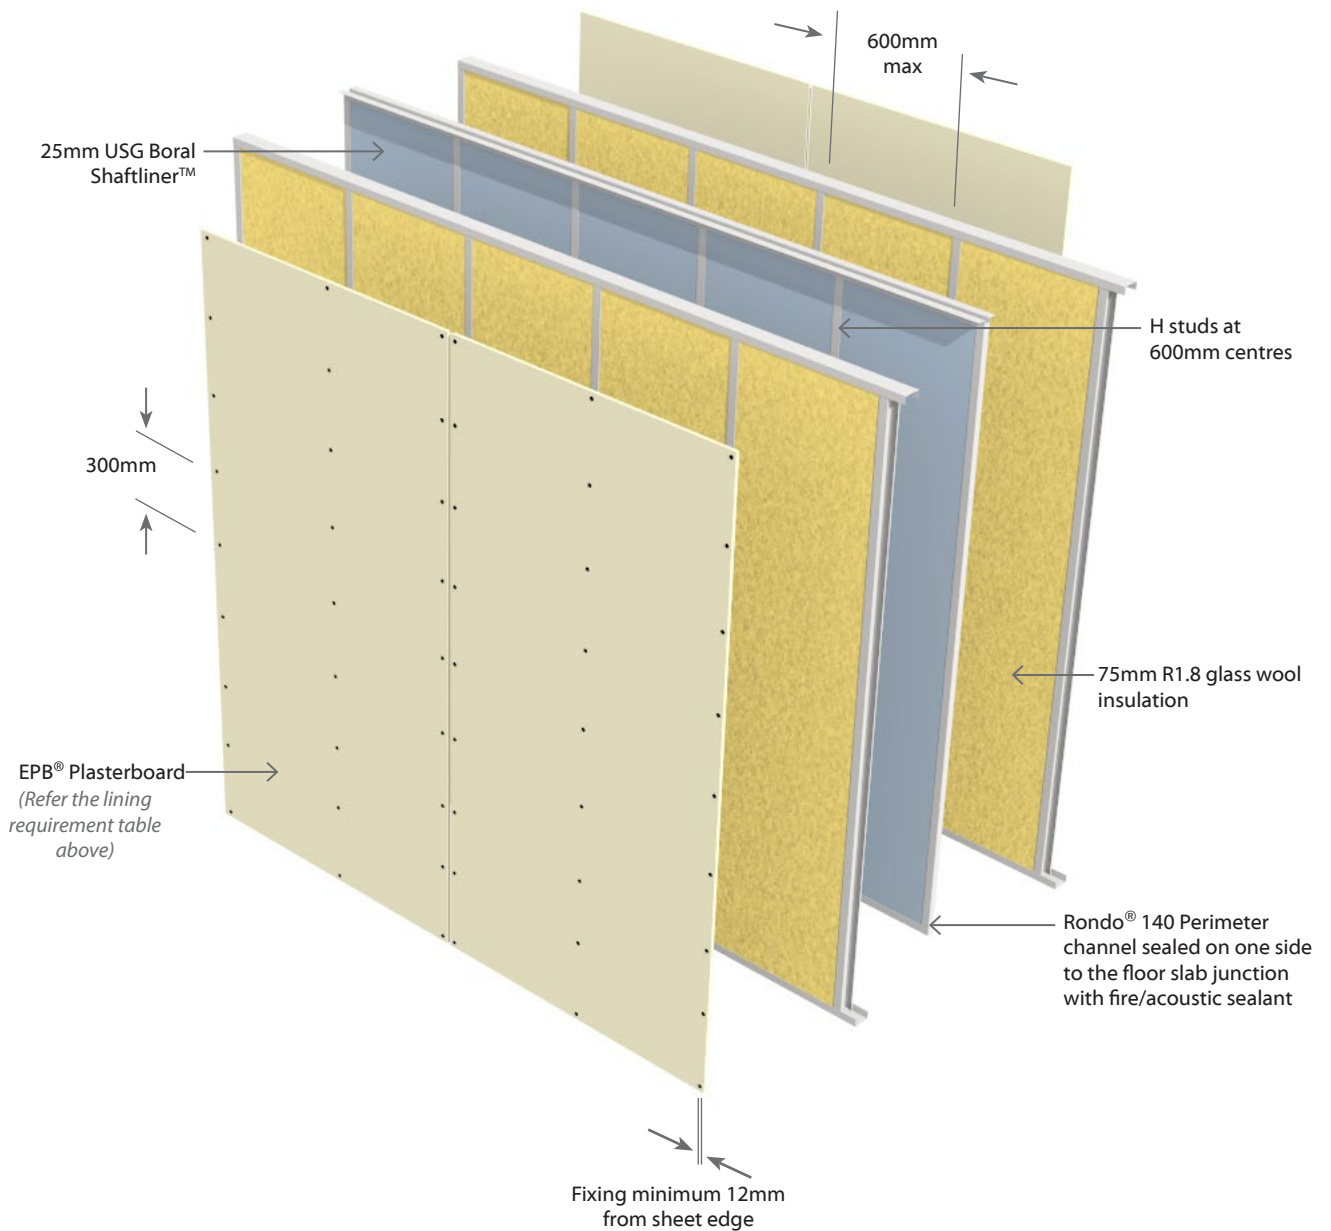 600mm
max
25mm USG Boral
Shaftliner™
H studs at
600mm centres
300mm
75mm R1.8 glass wool
insulation
EPB® Plasterboard
(Refer the lining
requirement table
above)
Rondo® 140 Perimeter
channel sealed on one side
to the floor slab junction
with fire/acoustic sealant
Fixing minimum 12mm
from sheet edge